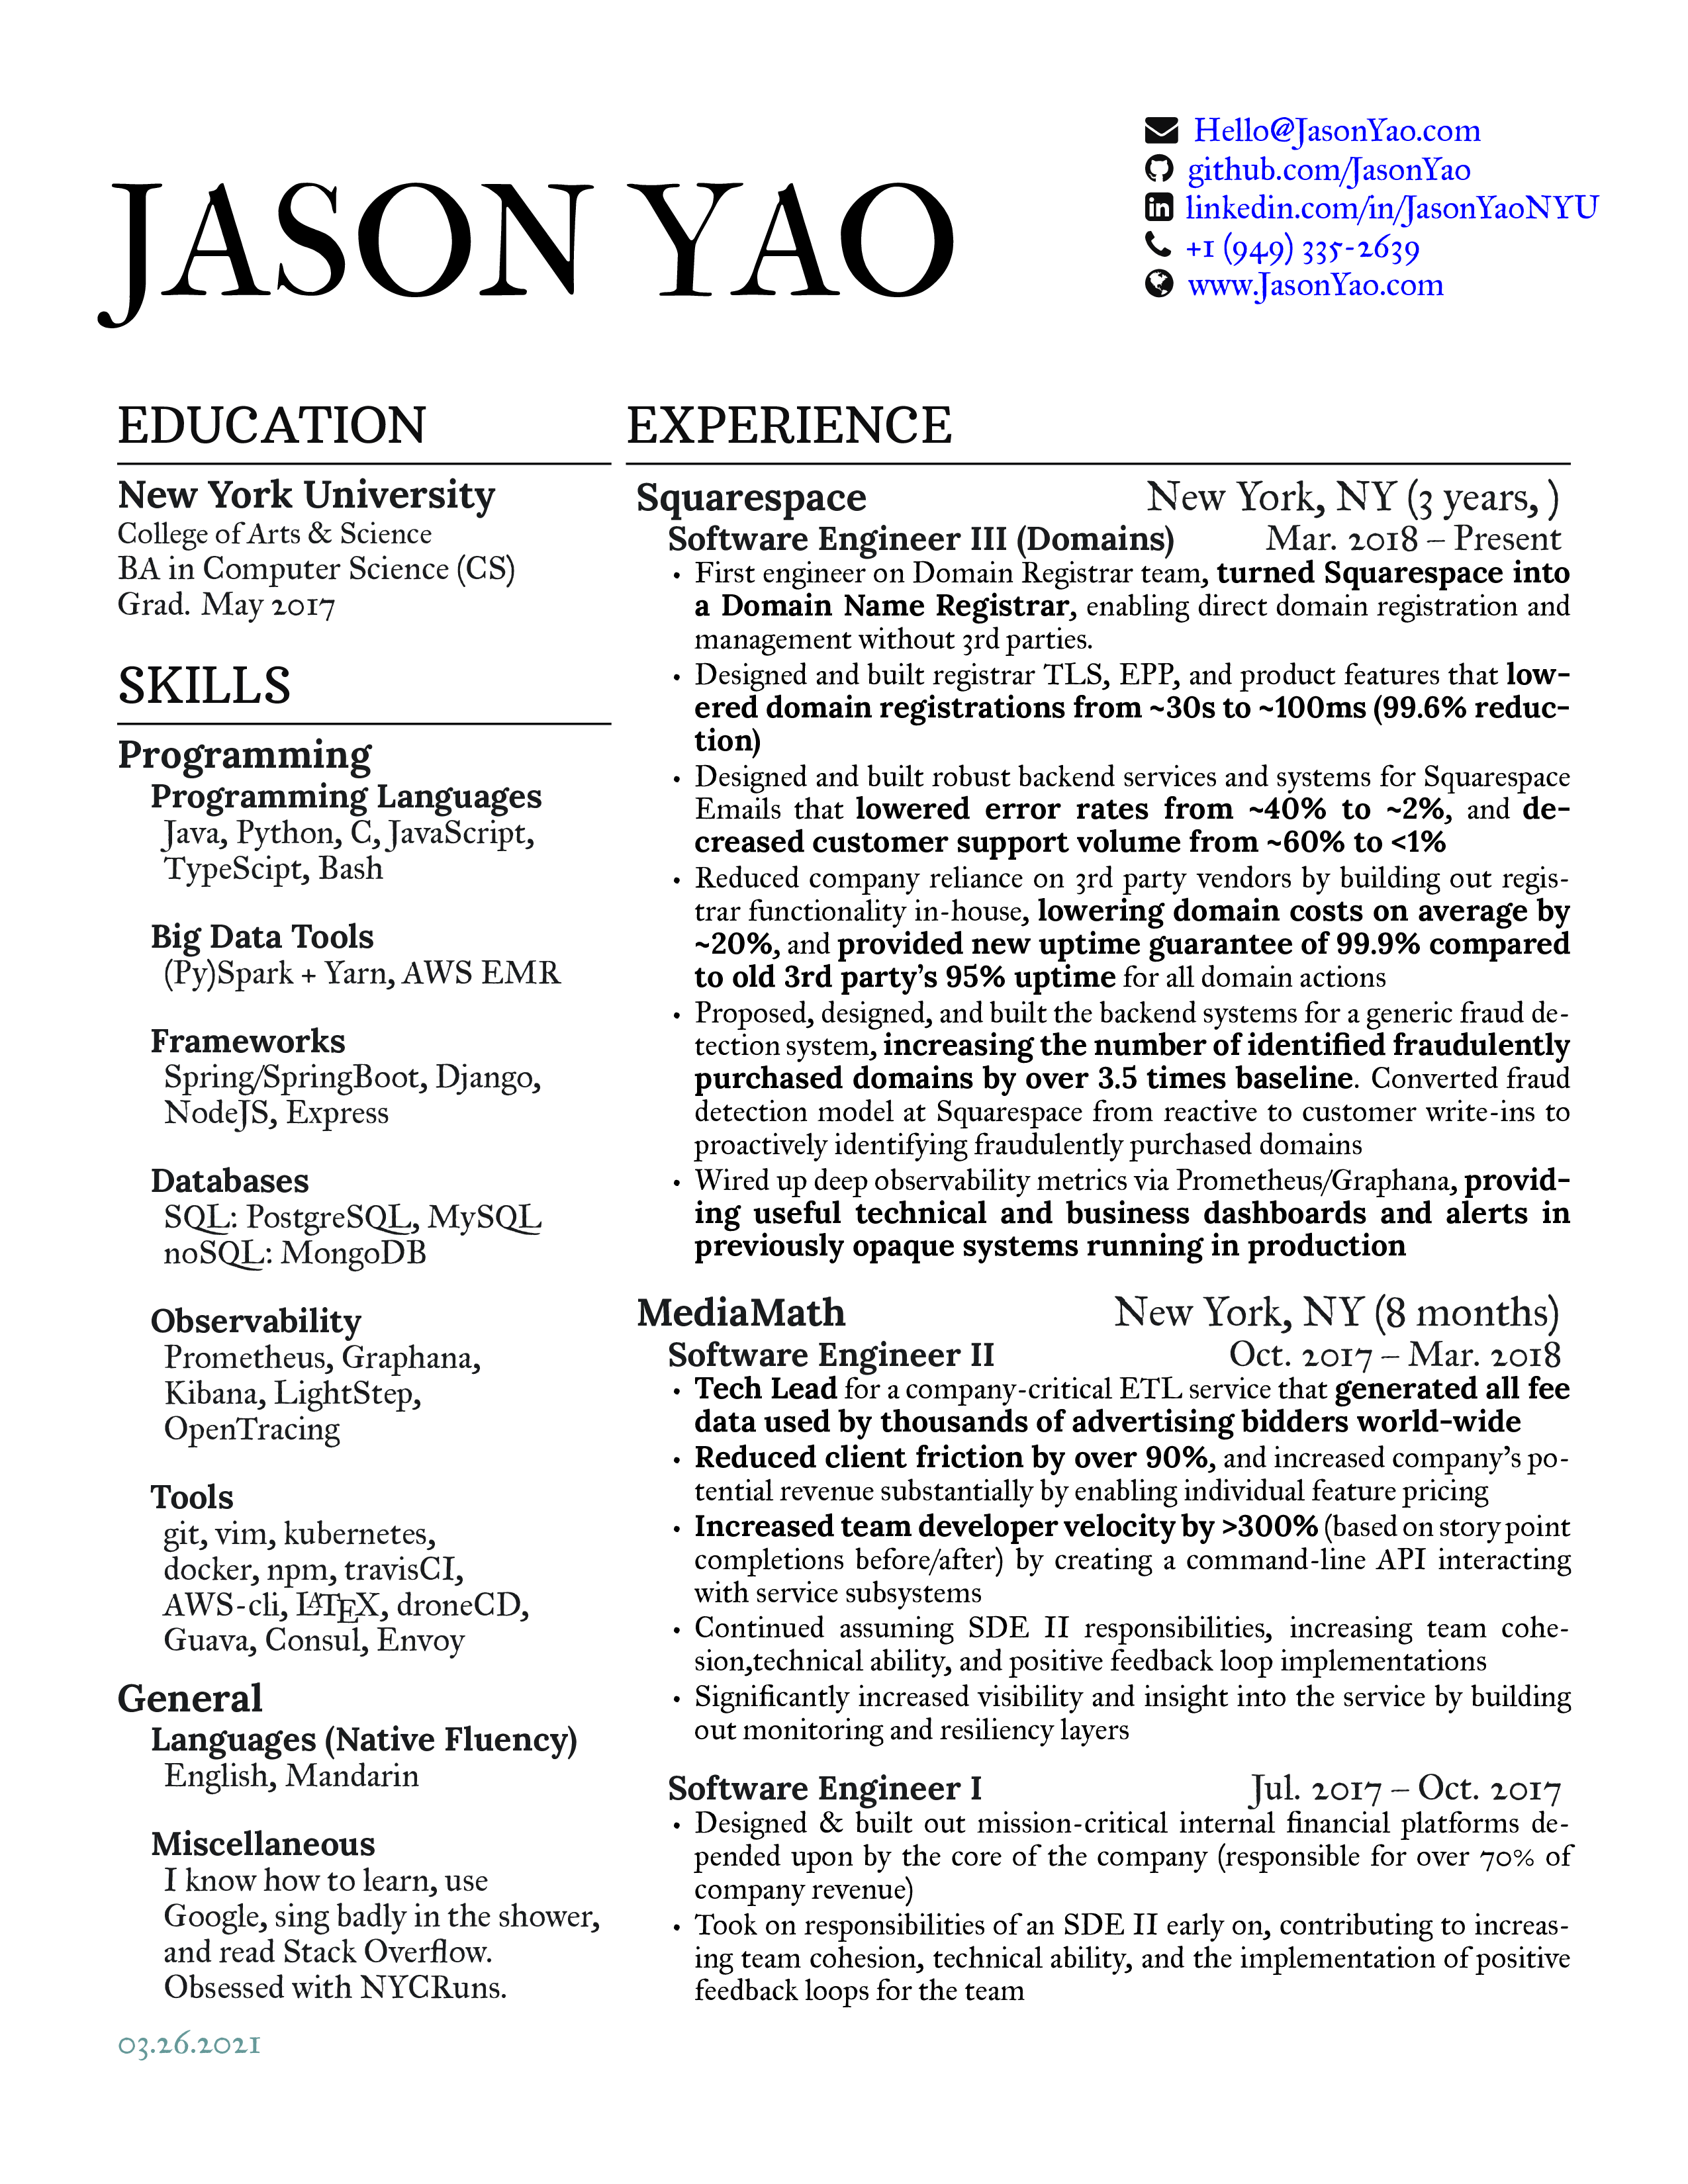 JASON YAO
Hello@JasonYao.com
github.com/JasonYao
linkedin.com/in/JasonYaoNYU
+1 (949) 335-2639
www.JasonYao.com
EDUCATION
New York University
College of Arts & Science
BA in Computer Science (CS)
Grad. May 2017
SKILLS
Programming
Programming Languages
Java, Python, C, JavaScript,
TypeScipt, Bash
Big Data Tools
(Py)Spark + Yarn, AWS EMR
Frameworks
Spring/SpringBoot, Django,
NodeJS, Express
Databases
SQL: PostgreSQL, MySQL
noSQL: MongoDB
Observability
Prometheus, Graphana,
Kibana, LightStep,
OpenTracing
Tools
git, vim, kubernetes,
docker, npm, travisCI,
AWS-cli, LATEX, droneCD,
Guava, Consul, Envoy
General
Languages (Native Fluency)
English, Mandarin
Miscellaneous
I know how to learn, use
Google, sing badly in the shower,
and read Stack Overflow.
Obsessed with NYCRuns.
03.26.2021
EXPERIENCE
Squarespace New York, NY (3 years, )
Software Engineer III (Domains) Mar. 2018 – Present
• First engineer on Domain Registrar team, turned Squarespace into
a Domain Name Registrar, enabling direct domain registration and
management without 3rd parties.
• Designed and built registrar TLS, EPP, and product features that low-
ered domain registrations from ~30s to ~100ms (99.6% reduc-
tion)
• Designed and built robust backend services and systems for Squarespace
Emails that lowered error rates from ~40% to ~2%, and de-
creased customer support volume from ~60% to <1%
• Reduced company reliance on 3rd party vendors by building out regis-
trar functionality in-house, lowering domain costs on average by
~20%, and provided new uptime guarantee of 99.9% compared
to old 3rd party's 95% uptime for all domain actions
• Proposed, designed, and built the backend systems for a generic fraud de-
tection system, increasing the number of identified fraudulently
purchased domains by over 3.5 times baseline. Converted fraud
detection model at Squarespace from reactive to customer write-ins to
proactively identifying fraudulently purchased domains
• Wired up deep observability metrics via Prometheus/Graphana, provid-
ing useful technical and business dashboards and alerts in
previously opaque systems running in production
MediaMath New York, NY (8 months)
Software Engineer II Oct. 2017 – Mar. 2018
• Tech Lead for a company-critical ETL service that generated all fee
data used by thousands of advertising bidders world-wide
• Reduced client friction by over 90%, and increased company's po-
tential revenue substantially by enabling individual feature pricing
• Increased team developer velocity by >300% (based on story point
completions before/after) by creating a command-line API interacting
with service subsystems
• Continued assuming SDE II responsibilities, increasing team cohe-
sion,technical ability, and positive feedback loop implementations
• Significantly increased visibility and insight into the service by building
out monitoring and resiliency layers
Software Engineer I Jul. 2017 – Oct. 2017
• Designed & built out mission-critical internal financial platforms de-
pended upon by the core of the company (responsible for over 70% of
company revenue)
• Took on responsibilities of an SDE II early on, contributing to increas-
ing team cohesion, technical ability, and the implementation of positive
feedback loops for the team